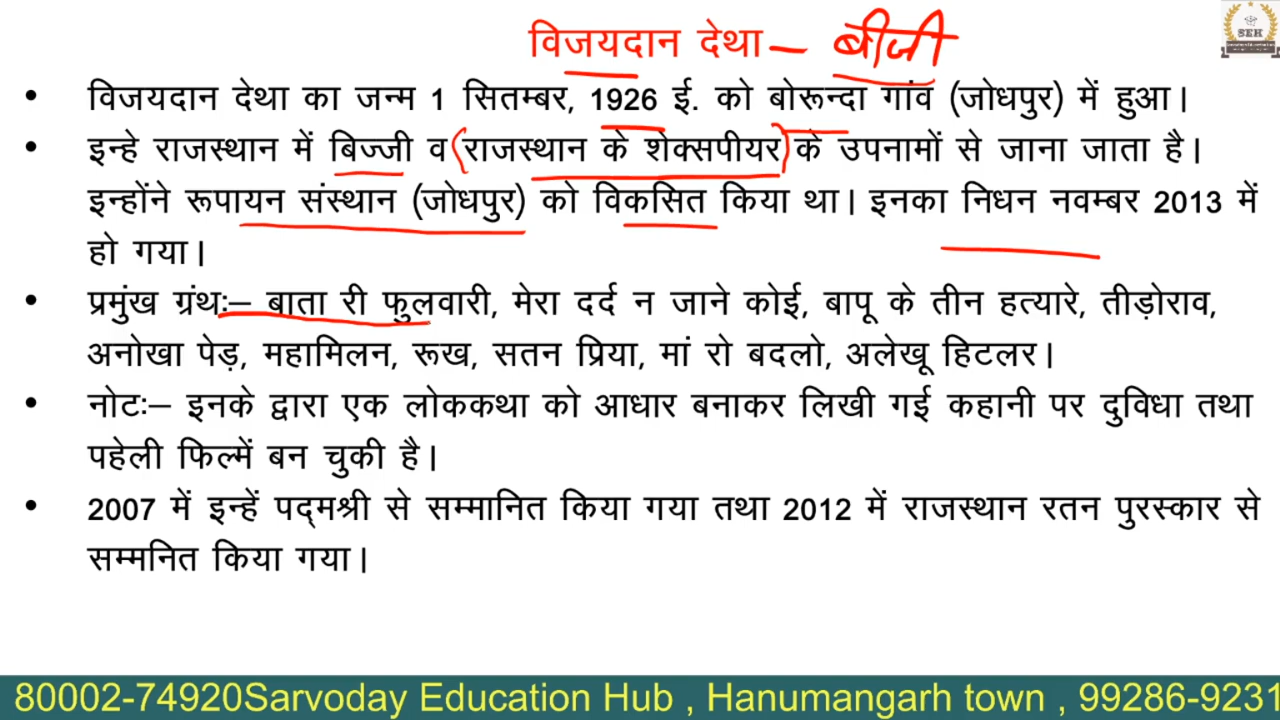 विजयदान देथा – बीजी
SEH
• विजयदान देथा का जन्म 1 सितम्बर, 1926 ई. को बोरून्दा गांव (जोधपुर) में हुआ।
• इन्हे राजस्थान में बिज्जी व (राजस्थान के शेक्सपीयर) के उपनामों से जाना जाता है।
इन्होंने रूपायन संस्थान (जोधपुर) को विकसित किया था। इनका निधन नवम्बर 2013 में
हो गया।
• प्रमुंख ग्रंथः– बाता री फुलवारी, मेरा दर्द न जाने कोई, बापू के तीन हत्यारे, तीड़ोराव,
अनोखा पेड़, महामिलन, रूख, सतन प्रिया, मां रो बदलो, अलेखू हिटलर।
• नोटः– इनके द्वारा एक लोककथा को आधार बनाकर लिखी गई कहानी पर दुविधा तथा
पहेली फिल्में बन चुकी है।
• 2007 में इन्हें पद्मश्री से सम्मानित किया गया तथा 2012 में राजस्थान रतन पुरस्कार से
सम्मनित किया गया।
80002-74920Sarvoday Education Hub , Hanumangarh town , 99286-9231